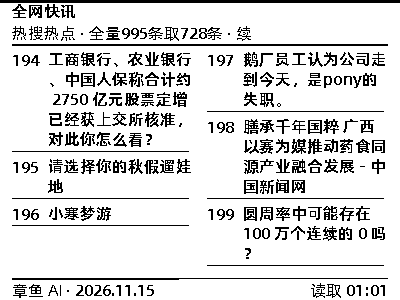 全网快讯
热搜热点 · 全量995条取728条 · 续
194 工商银行、农业银行
、中国人保称合计约
2750 亿元股票定增
已经获上交所核准，
对此你怎么看？
195 请选择你的秋假遛娃
地
196 小寒梦游
197 鹅厂员工认为公司走
到今天，是pony的
失职。
198 膳承千年国粹 广西
以赛为媒推动药食同
源产业融合发展 - 中
国新闻网
199 圆周率中可能存在
100 万个连续的 0 吗
？
章鱼 AI · 2026.11.15
读取 01:01